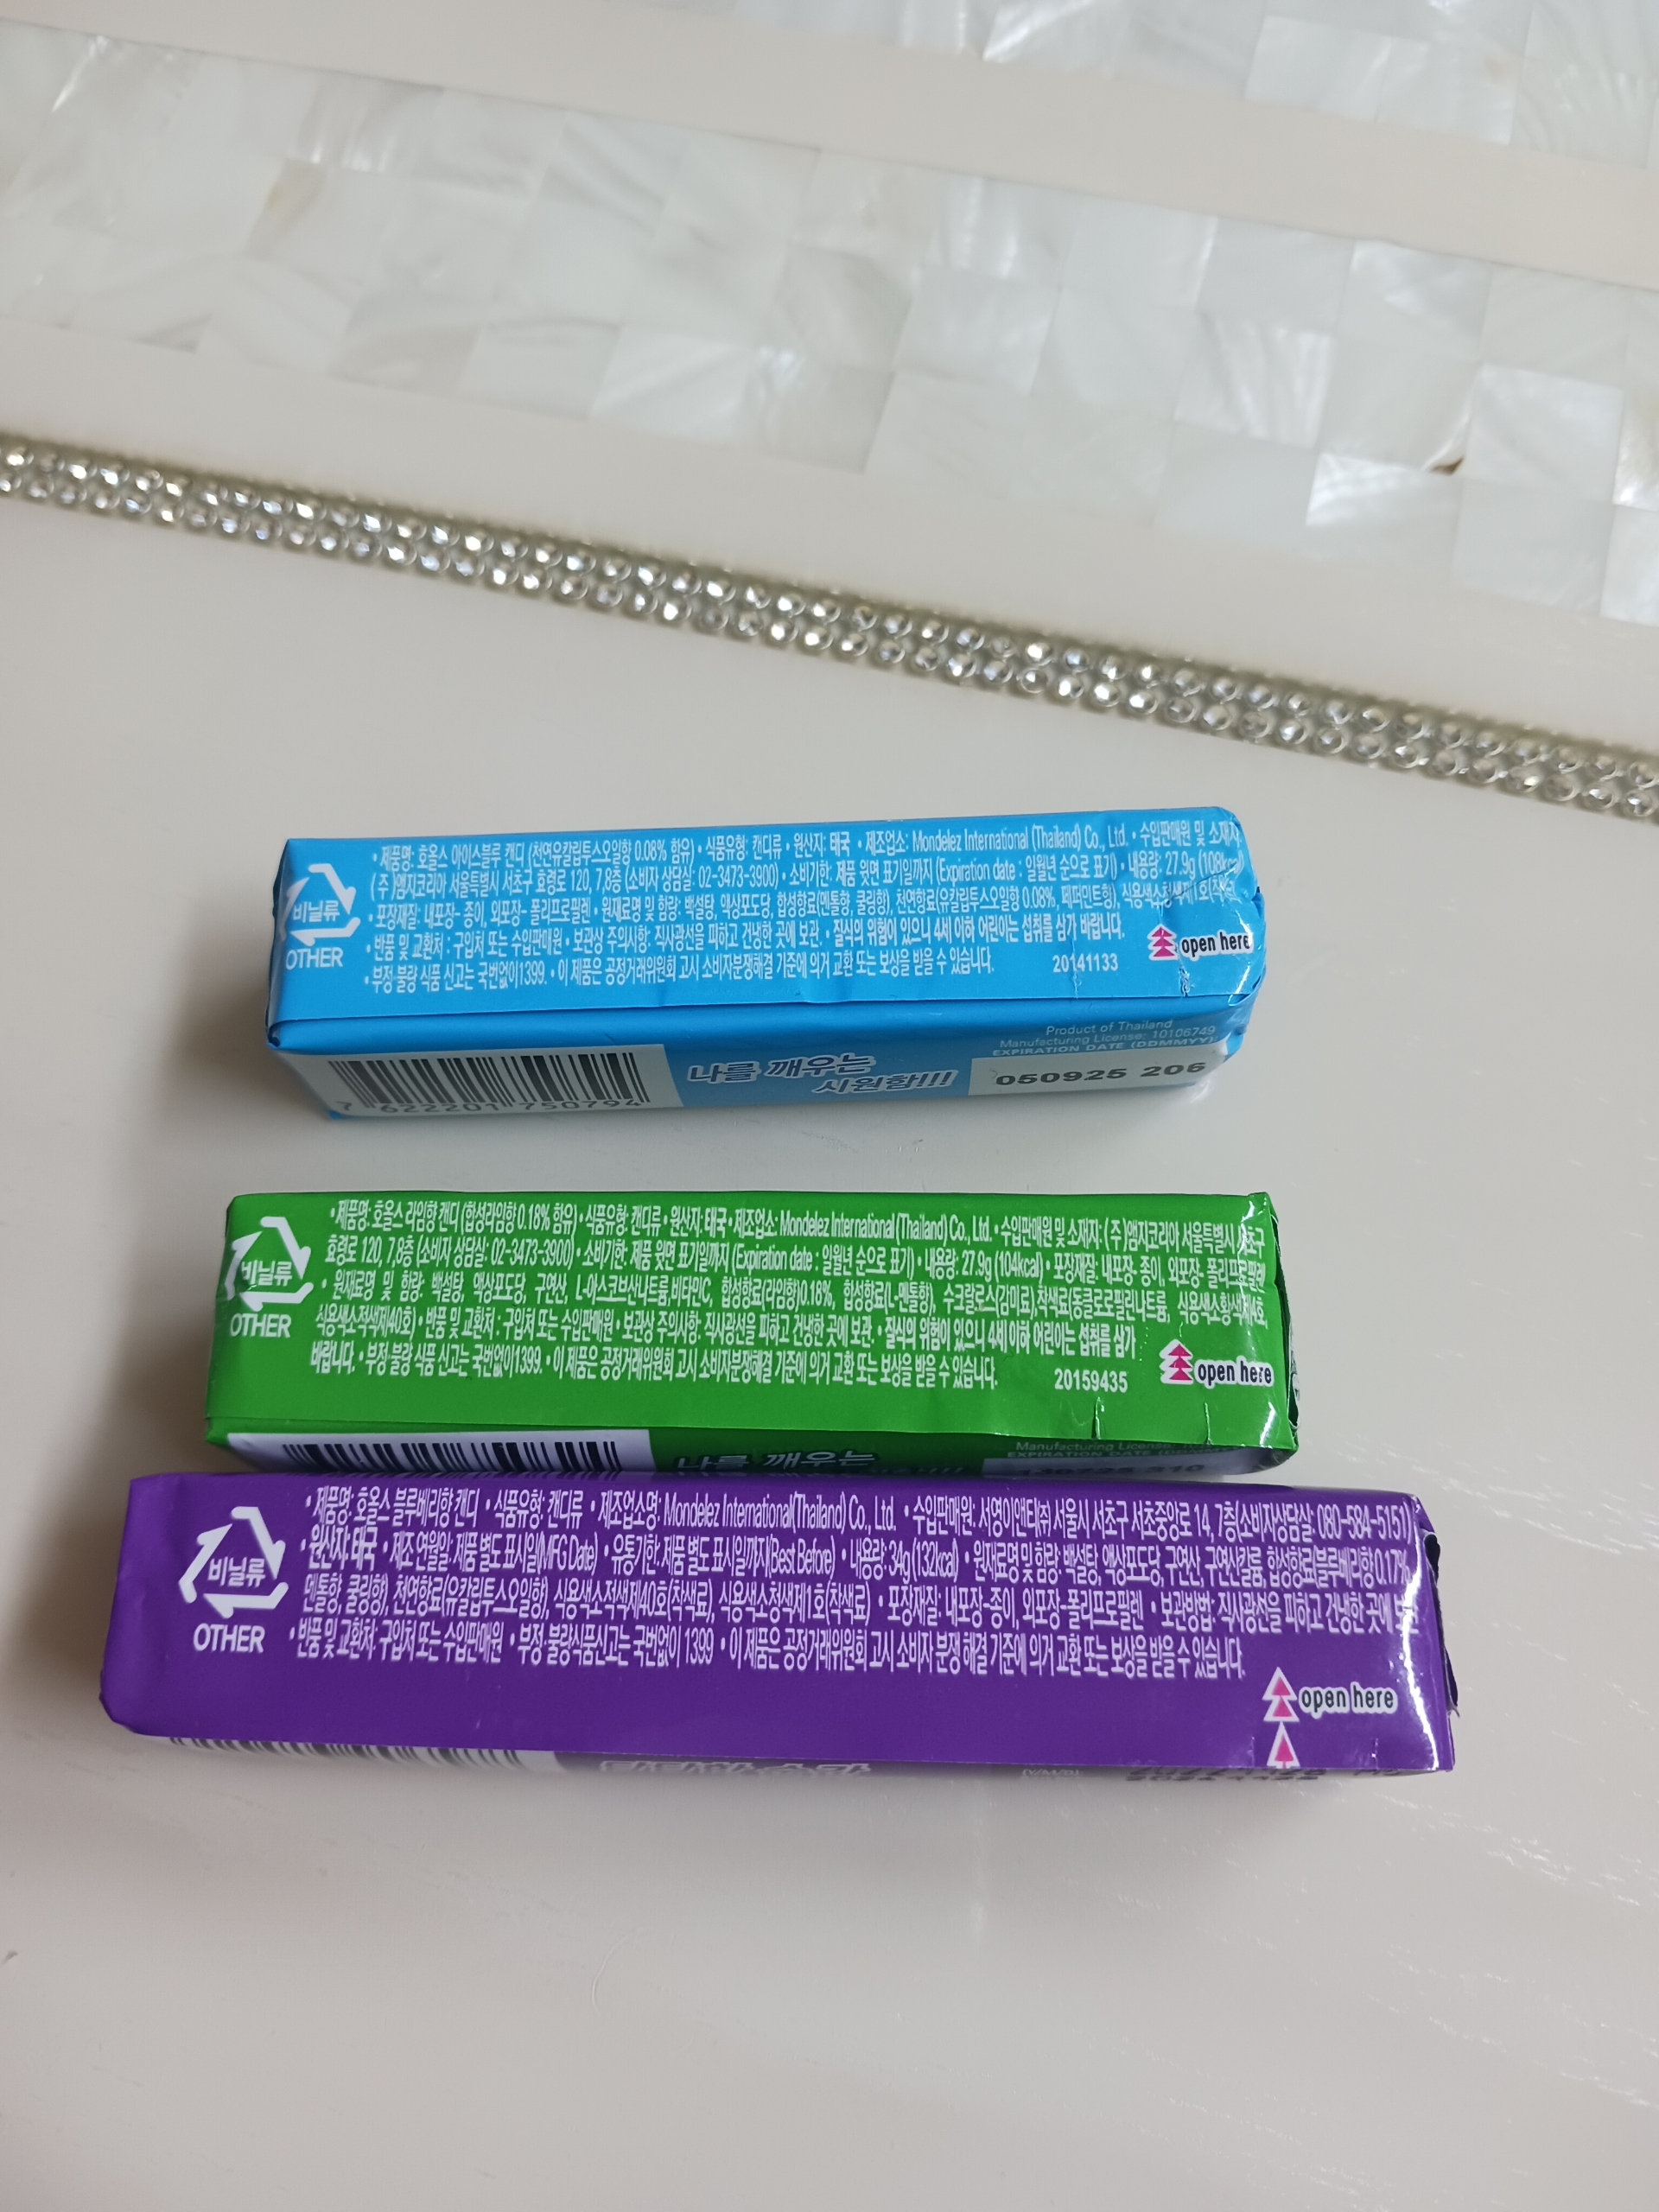 비닐류
OTHER
• 제품명: 호올스 아이스블루 캔디 (천연유칼립투스오일향 0.08% 함유) • 식품유형: 캔디류 • 원산지: 태국 • 제조업소: Mondelez International (Thailand) Co., Ltd. • 수입판매원 및 소재지
(주)엠지코리아 서울특별시 서초구 효령로 120, 7,8층 (소비자 상담실: 02-3473-3900) • 소비기한: 제품 윗면 표기일까지 (Expiration date : 일월년 순으로 표기) • 내용량: 27.9g (108kcal)
• 포장재질: 내포장- 종이, 외포장- 폴리프로필렌 • 원재료명 및 함량: 백설탕, 액상포도당, 합성향료(멘톨향, 쿨링향), 천연향료(유칼립투스오일향 0.08%, 페퍼민트향), 식용색소청색제1호
• 반품 및 교환처 : 구입처 또는 수입판매원 • 보관상 주의사항: 직사광선을 피하고 건냉한 곳에 보관. • 질식의 위험이 있으니 4세 이하 어린이는 섭취를 삼가 바랍니다.
• 부정·불량 식품 신고는 국번없이1399. • 이 제품은 공정거래위원회 고시 소비자분쟁해결 기준에 의거 교환 또는 보상을 받을 수 있습니다. 20141133
open here
Product of Thailand
Manufacturing License: 10106749
EXPIRATION DATE (DDMMYY)
7 622201 750794
나를 깨우는
시원함!!!
050925 206
비닐류
OTHER
• 제품명: 호올스 라임향 캔디 (합성라임향 0.18% 함유) • 식품유형: 캔디류 • 원산지: 태국 • 제조업소: Mondelez International (Thailand) Co., Ltd. • 수입판매원 및 소재지: (주)엠지코리아 서울특별시 서초구
효령로 120, 7,8층 (소비자 상담실: 02-3473-3900) • 소비기한: 제품 윗면 표기일까지 (Expiration date : 일월년 순으로 표기) • 내용량: 27.9g (104kcal) • 포장재질: 내포장- 종이, 외포장- 폴리프로필렌
• 원재료명 및 함량: 백설탕, 액상포도당, 구연산, L-아스코브산나트륨,비타민C, 합성향료(라임향)0.18%, 합성향료(L-멘톨향), 수크랄로스(감미료),착색료(동클로로필린나트륨, 식용색소황색제4호,
식용색소적색제40호) • 반품 및 교환처 : 구입처 또는 수입판매원 • 보관상 주의사항: 직사광선을 피하고 건냉한 곳에 보관. • 질식의 위험이 있으니 4세 이하 어린이는 섭취를 삼가
바랍니다. • 부정·불량 식품 신고는 국번없이1399. • 이 제품은 공정거래위원회 고시 소비자분쟁해결 기준에 의거 교환 또는 보상을 받을 수 있습니다. 20159435
open here
Manufacturing License
나를 깨우는
비닐류
OTHER
• 제품명: 호올스 블루베리향 캔디 • 식품유형: 캔디류 • 제조업소명: Mondelez International(Thailand) Co., Ltd. • 수입판매원: 서영이앤티㈜ 서울시 서초구 서초중앙로 14, 7층(소비자상담실: 080-584-5151)
• 원산지: 태국 • 제조 연월일: 제품 별도 표시일(MFG Date) • 유통기한: 제품 별도 표시일까지(Best Before) • 내용량: 34g (132kcal) • 원재료명 및 함량: 백설탕, 액상포도당, 구연산, 구연산칼륨, 합성향료(블루베리향 0.17%,
멘톨향, 쿨링향), 천연향료(유칼립투스오일향), 식용색소적색제40호(착색료), 식용색소청색제1호(착색료) • 포장재질: 내포장-종이, 외포장-폴리프로필렌 • 보관방법: 직사광선을 피하고 건냉한 곳에
• 반품 및 교환처: 구입처 또는 수입판매원 • 부정·불량식품신고는 국번없이 1399 • 이 제품은 공정거래위원회 고시 소비자 분쟁 해결 기준에 의거 교환 또는 보상을 받을 수 있습니다.
open here